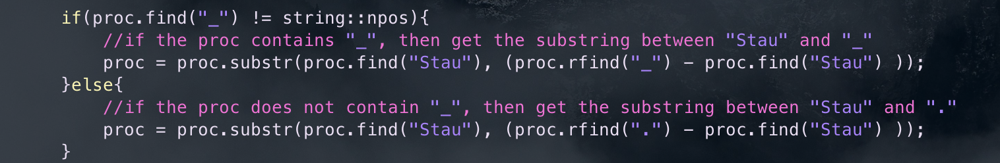 if(proc.find("_") != string::npos){
    //if the proc contains "_", then get the substring between "Stau" and "_"
    proc = proc.substr(proc.find("Stau"), (proc.rfind("_") - proc.find("Stau") ));
}else{
    //if the proc does not contain "_", then get the substring between "Stau" and "."
    proc = proc.substr(proc.find("Stau"), (proc.rfind(".") - proc.find("Stau") ));
}